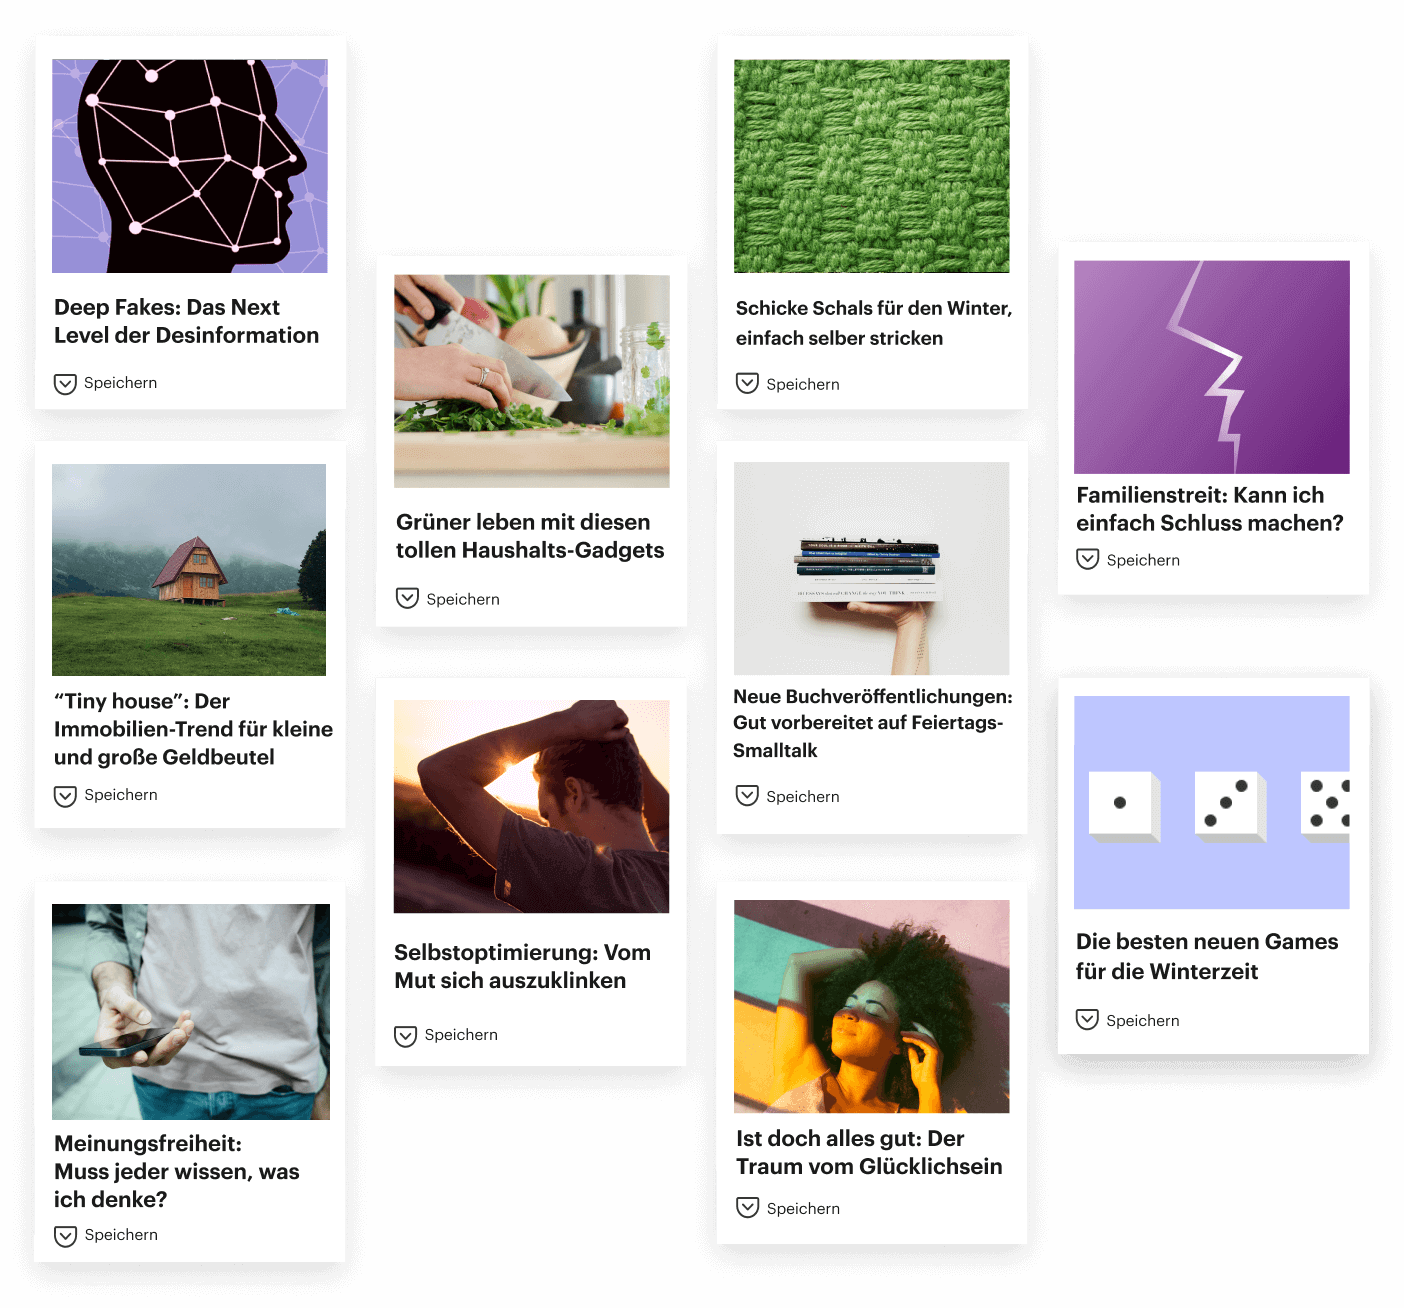 Deep Fakes: Das Next
Level der Desinformation
Speichern
“Tiny house”: Der
Immobilien-Trend für kleine
und große Geldbeutel
Speichern
Meinungsfreiheit:
Muss jeder wissen, was
ich denke?
Speichern
Grüner leben mit diesen
tollen Haushalts-Gadgets
Speichern
Selbstoptimierung: Vom
Mut sich auszuklinken
Speichern
Schicke Schals für den Winter,
einfach selber stricken
Speichern
Neue Buchveröffentlichungen:
Gut vorbereitet auf Feiertags-
Smalltalk
Speichern
Ist doch alles gut: Der
Traum vom Glücklichsein
Speichern
Familienstreit: Kann ich
einfach Schluss machen?
Speichern
Die besten neuen Games
für die Winterzeit
Speichern